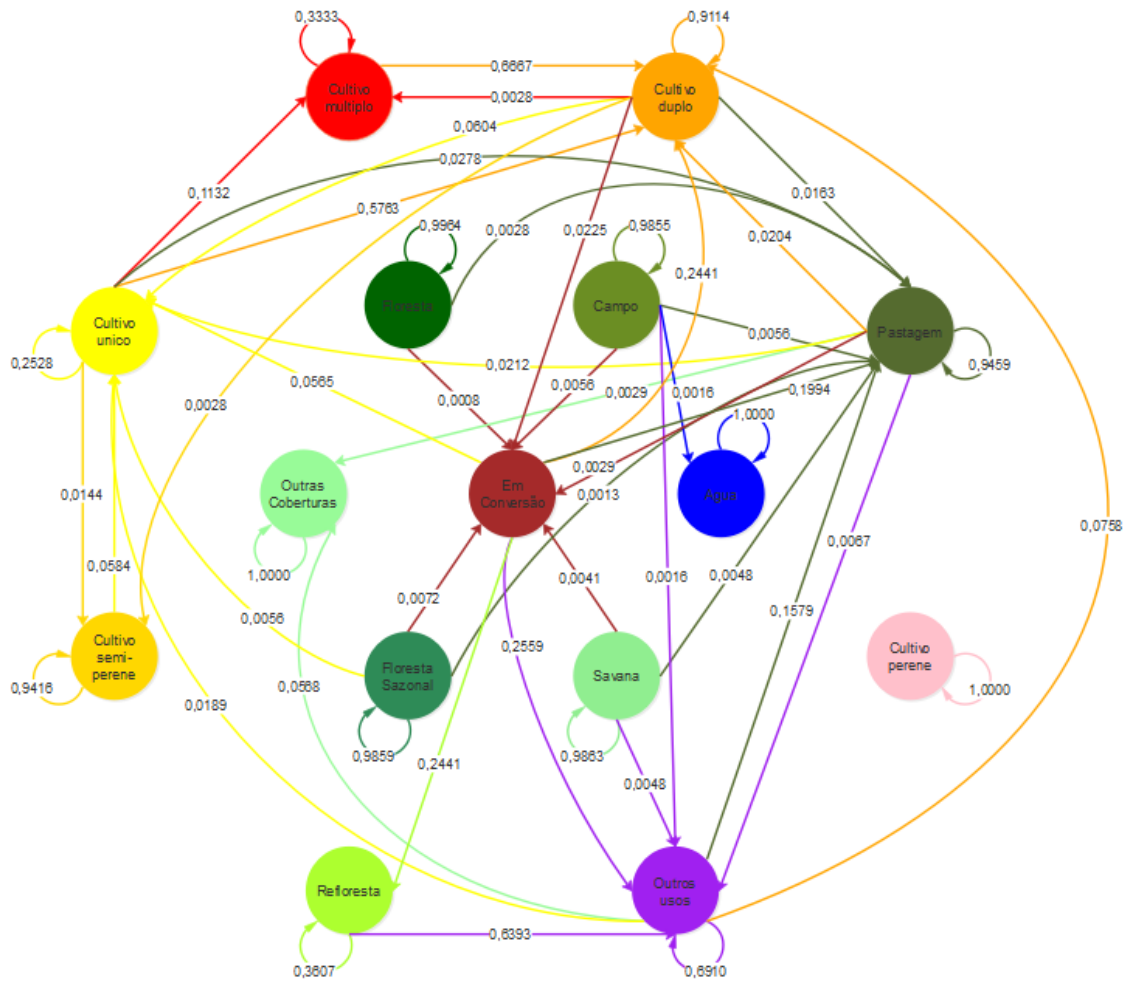 0,3333
0,9114
Cultivo
multiplo
0,6667
Cultivo
duplo
0,0028
0,0604
0,0278
0,1132
0,0163
0,5763
0,9964
0,0028
0,0225
0,9855
0,0204
0,2441
Floresta
Campo
Cultivo
unico
Pastagem
0,0056
0,2528
0,0212
0,9459
0,0565
0,0056
0,1994
0,0029
0,0016
0,0028
0,0008
1,0000
0,0029
Outras
Coberturas
Em
Conversão
Agua
0,0144
0,0013
0,0758
0,0067
0,0584
1,0000
0,0041
0,0016
0,0048
0,0072
0,1579
0,0056
Cultivo
semi-
perene
0,2559
Cultivo
perene
Floresta
Sazonal
Savana
0,9416
0,0568
1,0000
0,0189
0,9859
0,9863
0,2441
0,0048
Refloresta
Outros
usos
0,6393
0,3607
0,6910